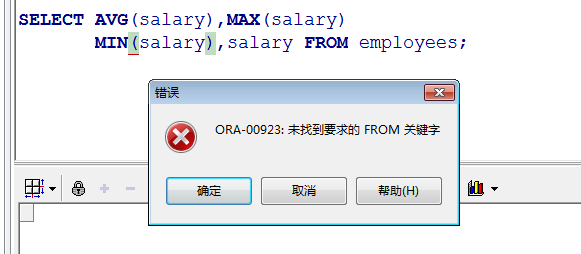 SELECT AVG(salary),MAX(salary)
MIN(salary),salary FROM employees;
错误
ORA-00923: 未找到要求的 FROM 关键字
确定 取消 帮助(H)